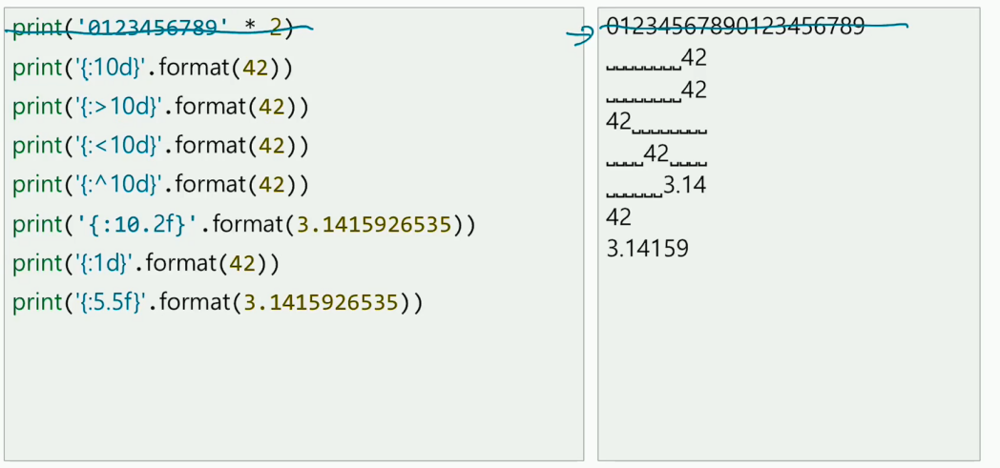 print('0123456789' * 2)
print('{:10d}'.format(42))
print('{:>10d}'.format(42))
print('{:<10d}'.format(42))
print('{:^10d}'.format(42))
print('{:10.2f}'.format(3.1415926535))
print('{:1d}'.format(42))
print('{:5.5f}'.format(3.1415926535))
01234567890123456789
␣␣␣␣␣␣␣␣42
␣␣␣␣␣␣␣␣42
42␣␣␣␣␣␣␣␣
␣␣␣␣42␣␣␣␣
␣␣␣␣␣␣3.14
42
3.14159